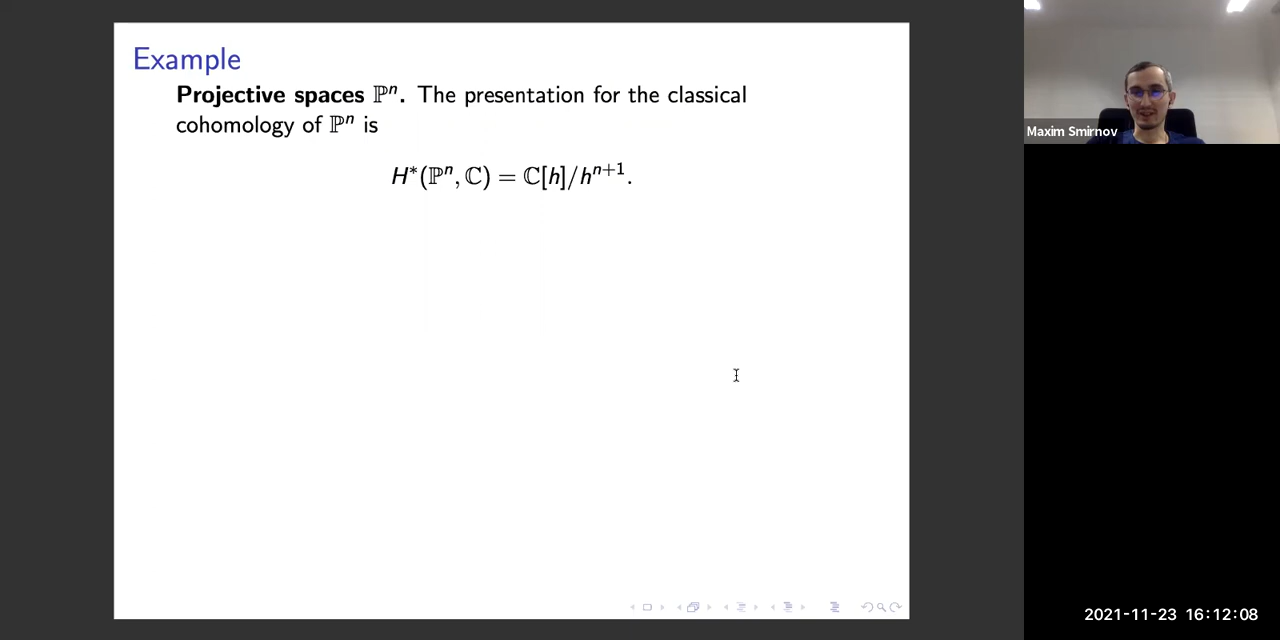 Example
Projective spaces ℙⁿ. The presentation for the classical
cohomology of ℙⁿ is
H*(ℙⁿ, ℂ) = ℂ[h]/hⁿ⁺¹.
Maxim Smirnov
2021-11-23 16:12:08